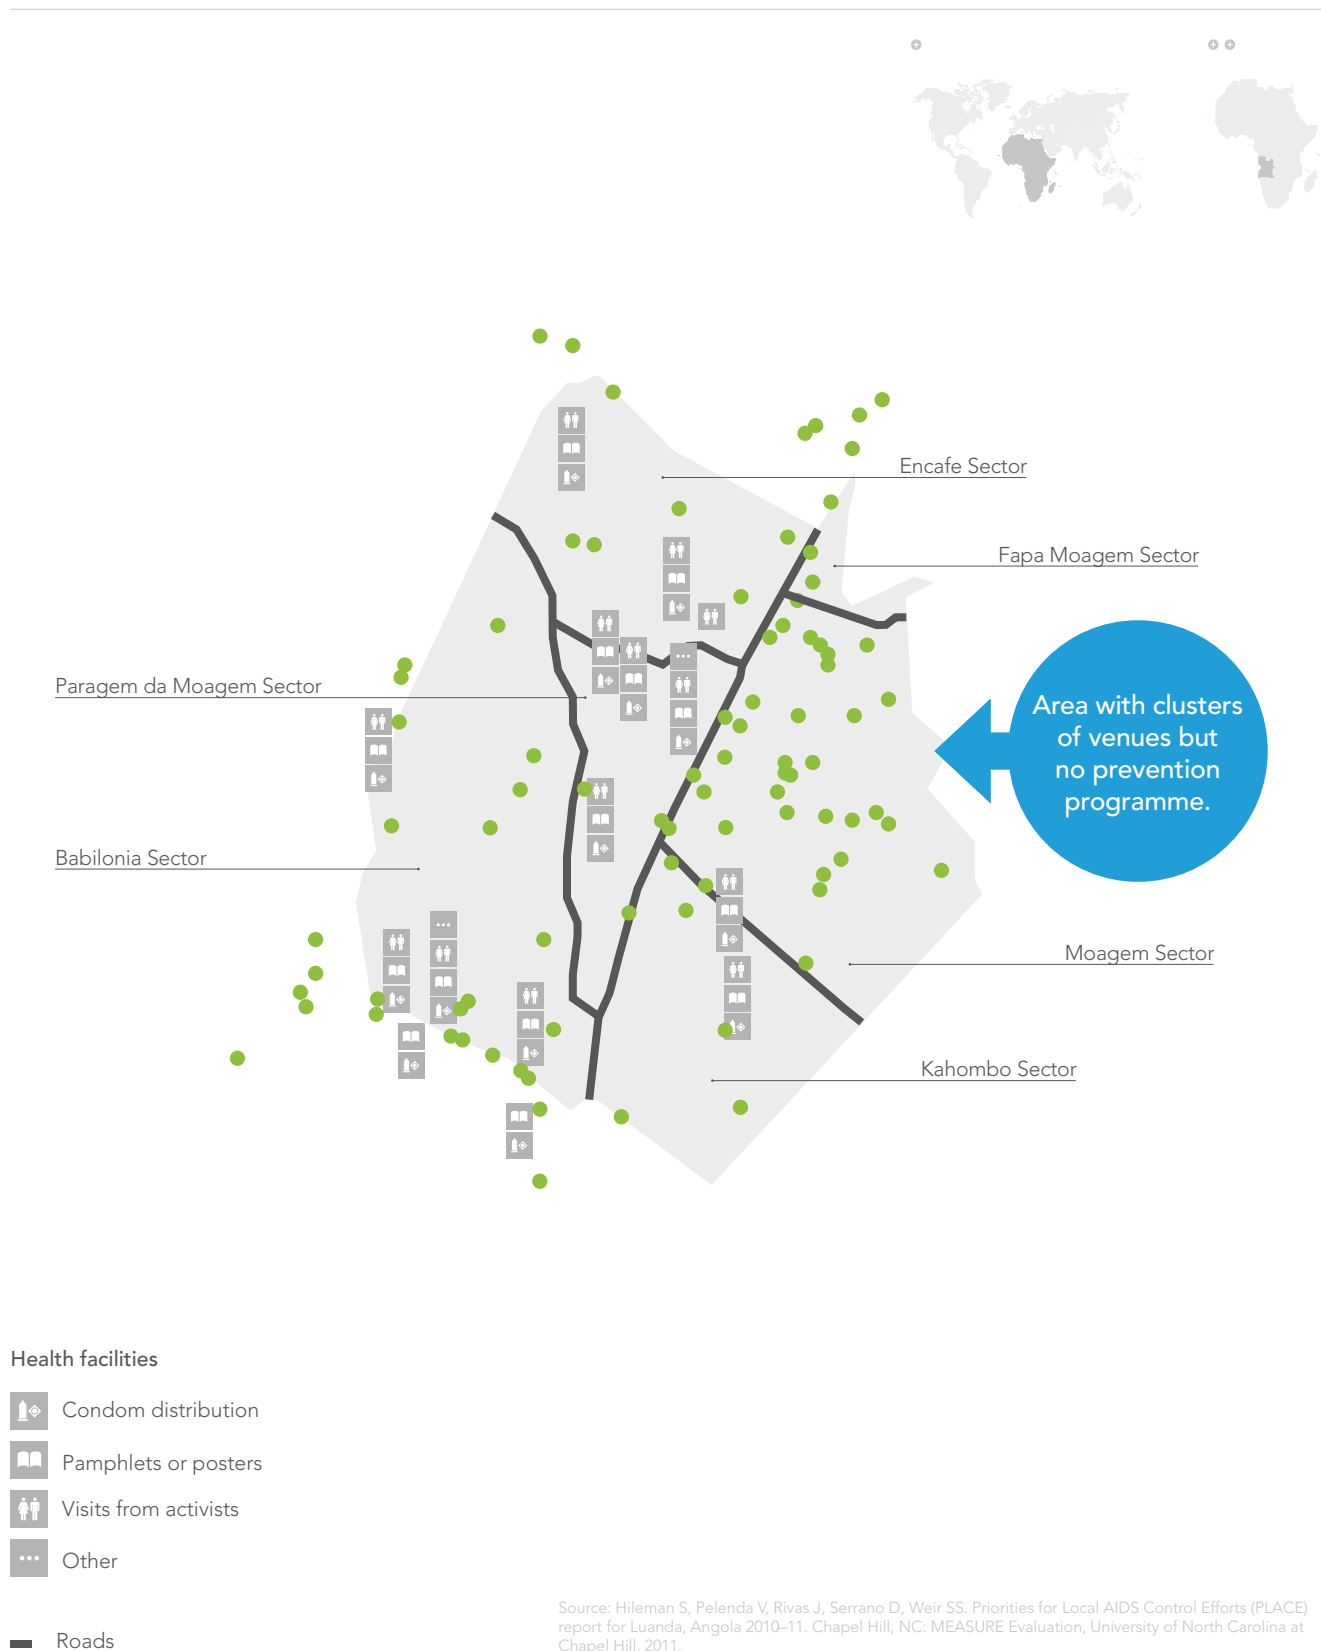 Encafe Sector
Fapa Moagem Sector
Paragem da Moagem Sector
Area with clusters
of venues but
no prevention
programme.
Babilonia Sector
Moagem Sector
Kahombo Sector
Health facilities
Condom distribution
Pamphlets or posters
Visits from activists
Other
Roads
Source: Hileman S, Pelenda V, Rivas J, Serrano D, Weir SS. Priorities for Local AIDS Control Efforts (PLACE)
report for Luanda, Angola 2010–11. Chapel Hill, NC: MEASURE Evaluation, University of North Carolina at
Chapel Hill, 2011.